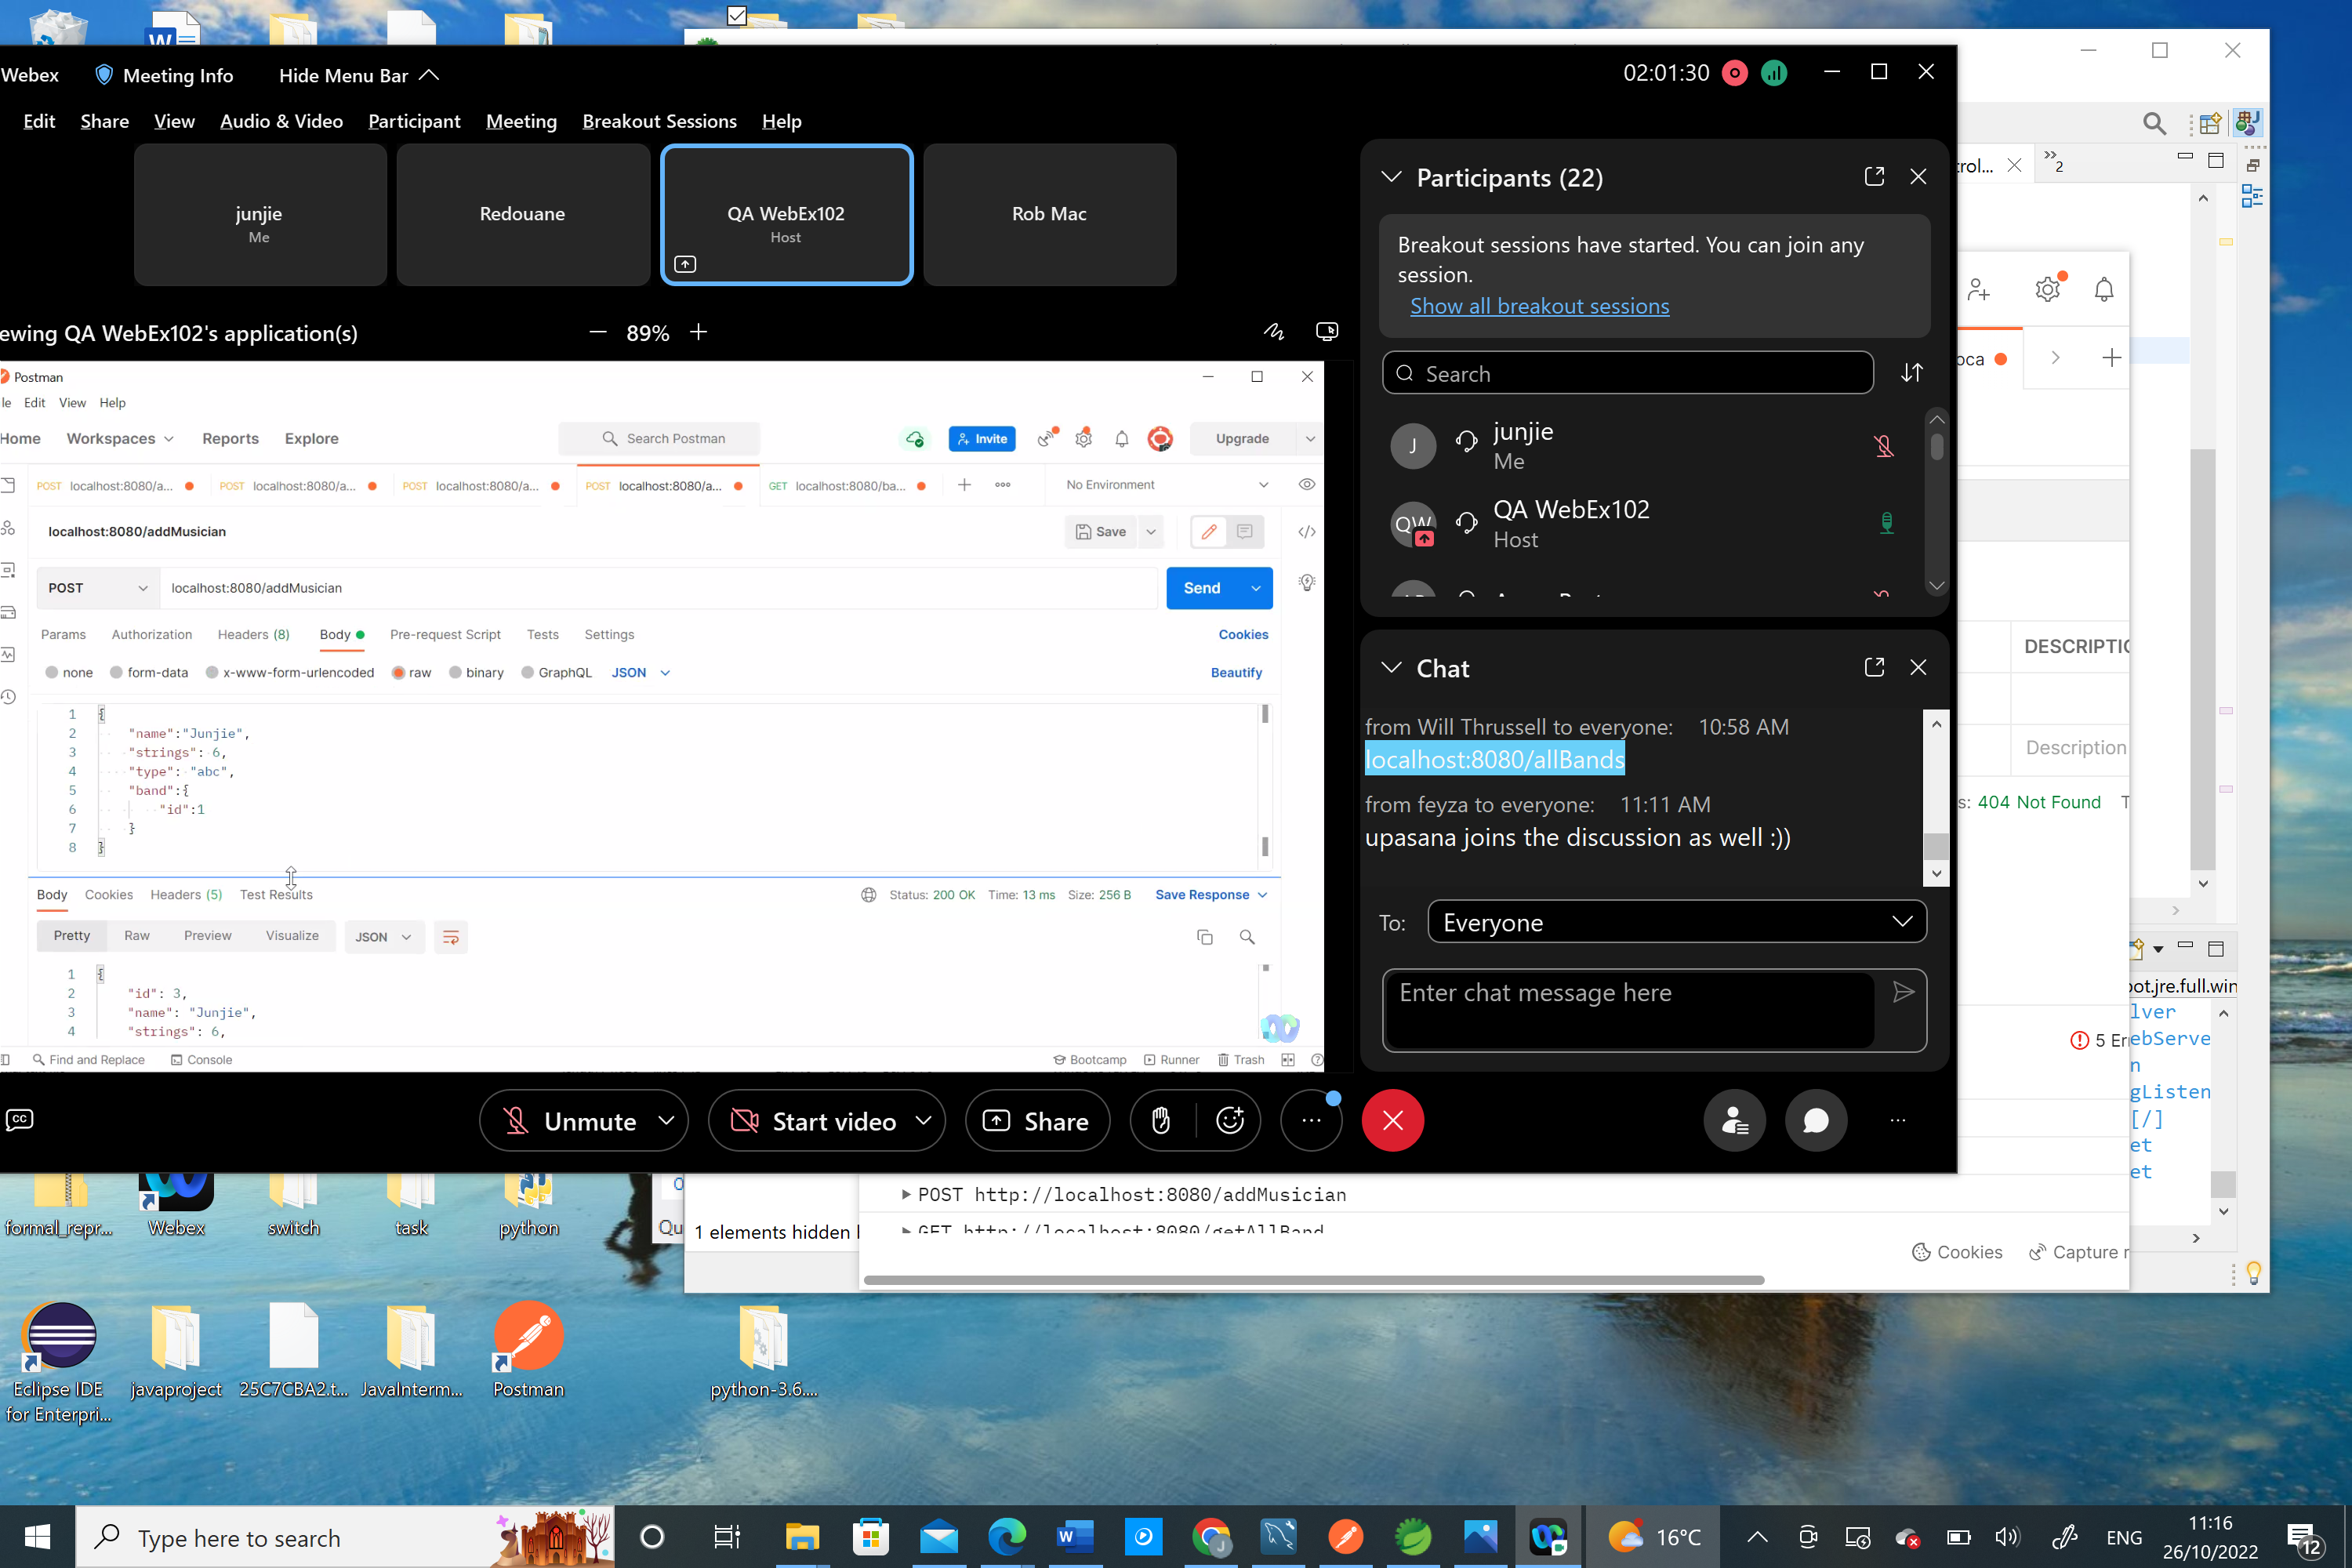 Webex
Meeting Info
Hide Menu Bar
02:01:30
Edit
Share
View
Audio & Video
Participant
Meeting
Breakout Sessions
Help
junjie
Me
Redouane
QA WebEx102
Host
Rob Mac
ewing QA WebEx102's application(s)
89%
Postman
le
Edit
View
Help
Home
Workspaces
Reports
Explore
Search Postman
Invite
Upgrade
POST localhost:8080/a...
POST localhost:8080/a...
POST localhost:8080/a...
POST localhost:8080/a...
GET localhost:8080/ba...
No Environment
localhost:8080/addMusician
Save
POST
localhost:8080/addMusician
Send
Params
Authorization
Headers (8)
Body
Pre-request Script
Tests
Settings
Cookies
none
form-data
x-www-form-urlencoded
raw
binary
GraphQL
JSON
Beautify
1 {
2 "name":"Junjie",
3 "strings": 6,
4 "type": "abc",
5 "band":{
6 "id":1
7 }
8 }
Body
Cookies
Headers (5)
Test Results
Status: 200 OK
Time: 13 ms
Size: 256 B
Save Response
Pretty
Raw
Preview
Visualize
JSON
1 {
2 "id": 3,
3 "name": "Junjie",
4 "strings": 6,
Find and Replace
Console
Bootcamp
Runner
Trash
Participants (22)
Breakout sessions have started. You can join any
session.
Show all breakout sessions
Search
J
junjie
Me
QW
QA WebEx102
Host
Chat
from Will Thrussell to everyone: 10:58 AM
localhost:8080/allBands
from feyza to everyone: 11:11 AM
upasana joins the discussion as well :))
To:
Everyone
Enter chat message here
CC
Unmute
Start video
Share
rol...
2
oca
DESCRIPTIO
Description
s: 404 Not Found
oot.jre.full.win
lver
5 Er
ebServe
n
gListen
[/]
et
et
POST http://localhost:8080/addMusician
GET http://localhost:8080/getAllBand
1 elements hidden
Qu
Cookies
Capture r
formal_repr...
Webex
switch
task
python
Eclipse IDE
for Enterpri...
javaproject
25C7CBA2.t...
JavaInterm...
Postman
python-3.6....
Type here to search
16°C
ENG
11:16
26/10/2022
12